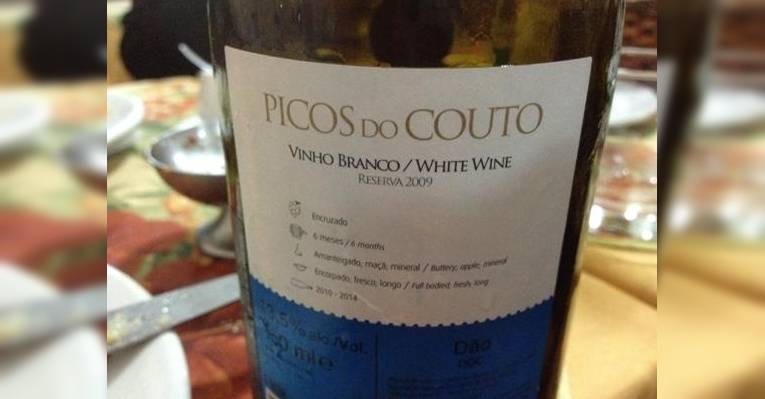 PICOS DO COUTO
VINHO BRANCO / WHITE WINE
RESERVA 2009
Encruzado
6 meses / 6 months
Amanteigado, maçã, mineral / Buttery, apple, mineral
Encorpado, fresco, longo / Full bodied, fresh, long
2010 - 2014
Dão
DOC